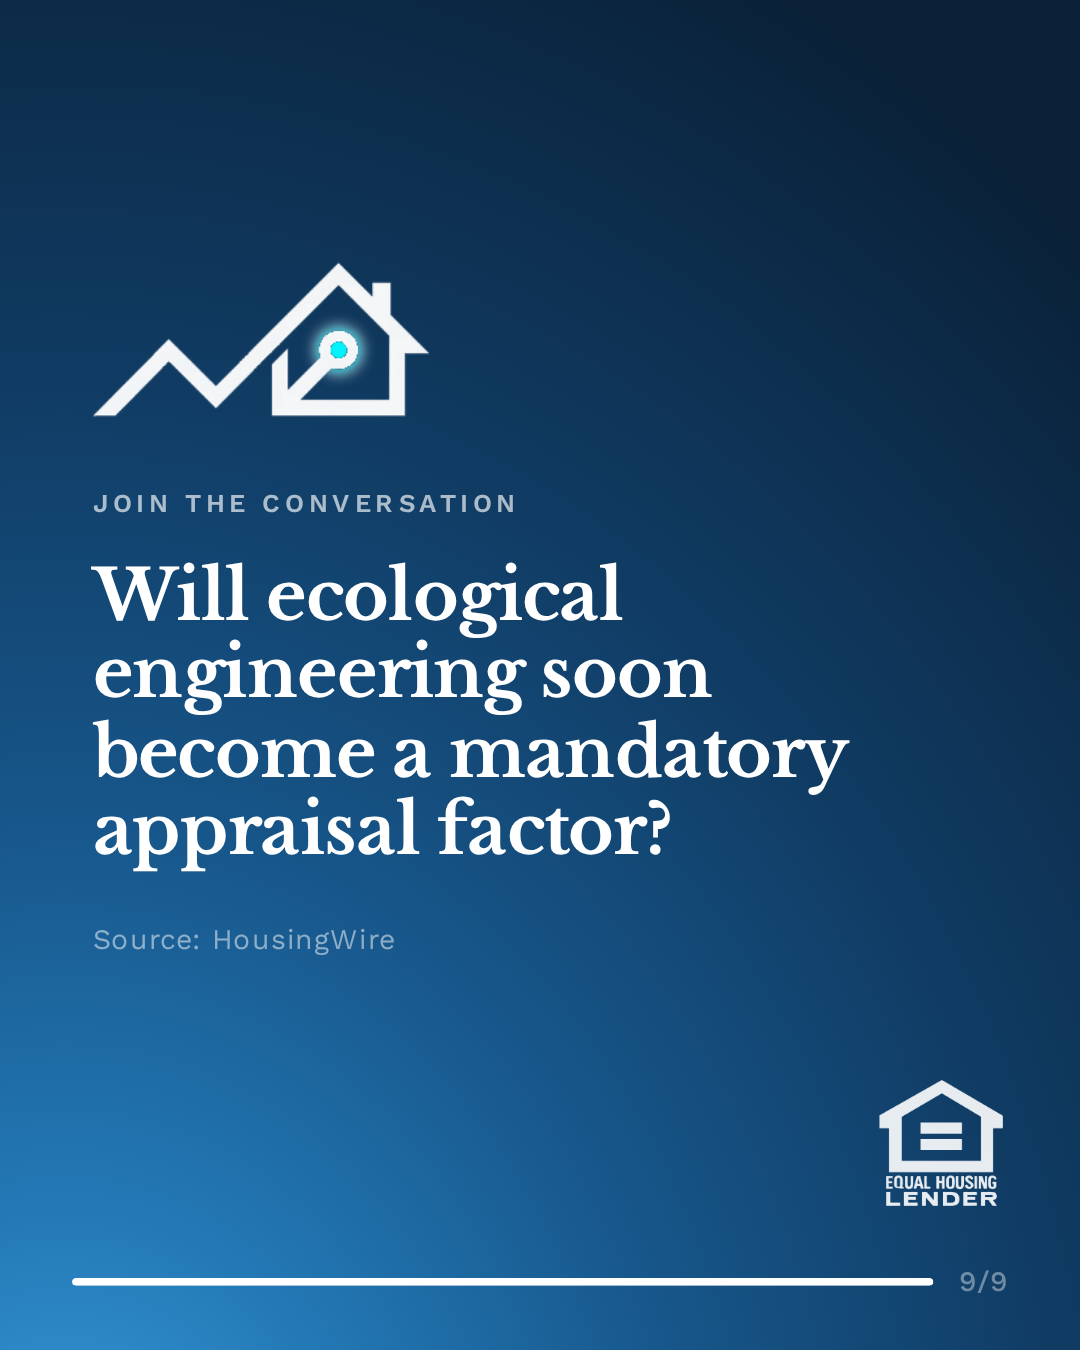 JOIN THE CONVERSATION
Will ecological
engineering soon
become a mandatory
appraisal factor?
Source: HousingWire
EQUAL HOUSING
LENDER
9/9